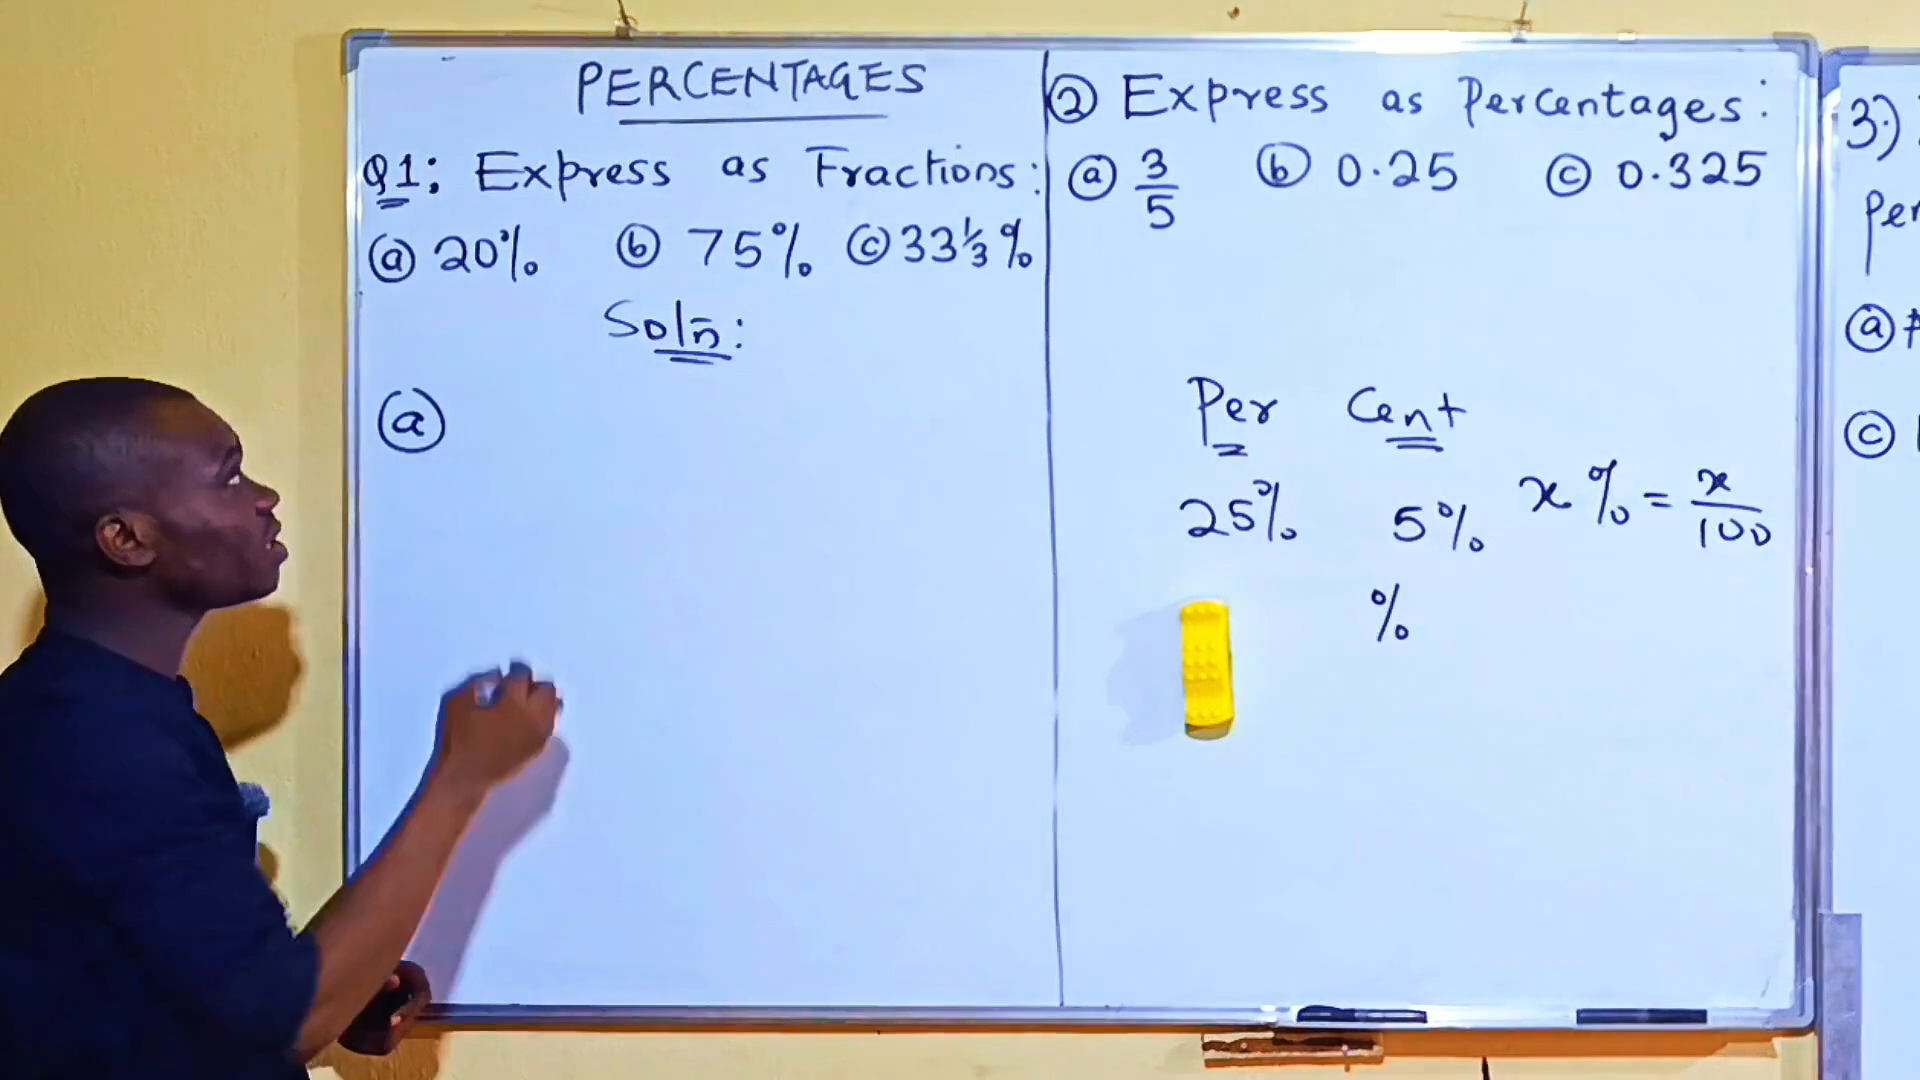 PERCENTAGES
Q1: Express as Fractions:
ⓐ 20% ⓑ 75% ⓒ 33⅓%
Soln̄:
ⓐ
② Express as Percentages:
ⓐ 3/5 ⓑ 0.25 ⓒ 0.325
Per Cent
25% 5% x% = x/100
%
3.)
ⓐ
ⓒ